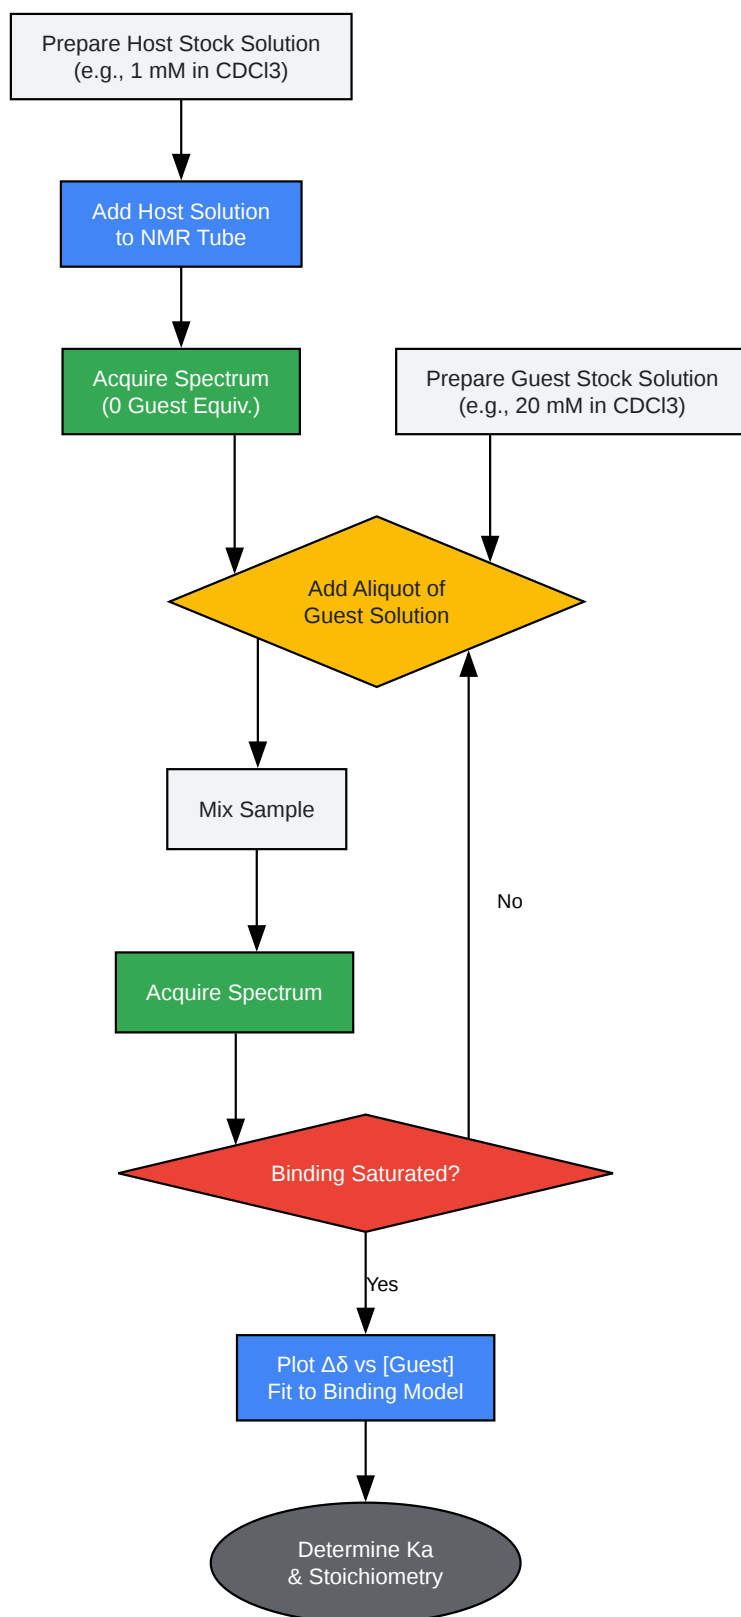 Prepare Host Stock Solution
(e.g., 1 mM in CDCl3)
Add Host Solution
to NMR Tube
Acquire Spectrum
(0 Guest Equiv.)
Prepare Guest Stock Solution
(e.g., 20 mM in CDCl3)
Add Aliquot of
Guest Solution
Mix Sample
No
Acquire Spectrum
Binding Saturated?
Yes
Plot Δδ vs [Guest]
Fit to Binding Model
Determine Ka
& Stoichiometry